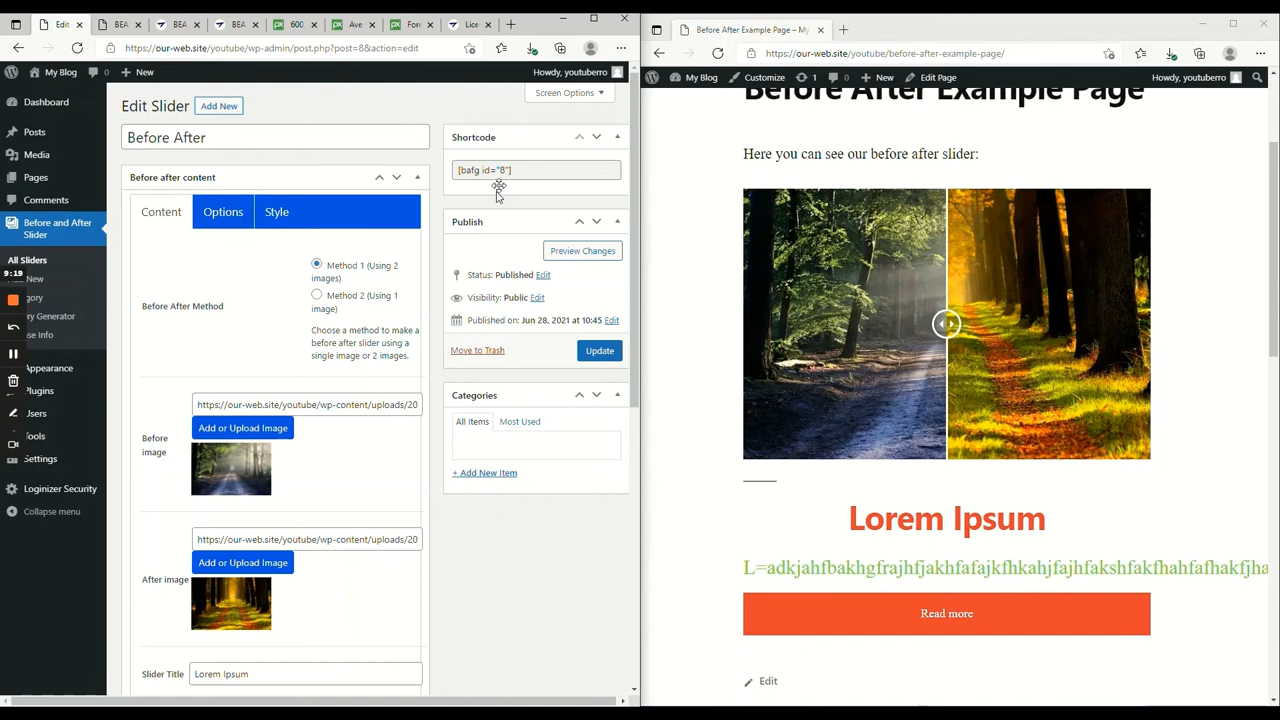 Edit
BEA
BEA
BEA
600
Ave
For
Lice
https://our-web.site/youtube/wp-admin/post.php?post=8&action=edit
My Blog
0
New
Howdy, youtuberro
Dashboard
Posts
Media
Pages
Comments
Before and After
Slider
All Sliders
9:19
Appearance
Plugins
Users
Tools
Settings
Loginizer Security
Collapse menu
Edit Slider
Add New
Screen Options
Before After
Before after content
Content
Options
Style
Before After Method
Method 1 (Using 2
images)
Method 2 (Using 1
image)
Choose a method to make a
before after slider using a
single image or 2 images.
Before
image
https://our-web.site/youtube/wp-content/uploads/20
Add or Upload Image
After image
https://our-web.site/youtube/wp-content/uploads/20
Add or Upload Image
Slider Title
Lorem Ipsum
Shortcode
[bafg id="8"]
Publish
Preview Changes
Status: Published Edit
Visibility: Public Edit
Published on: Jun 28, 2021 at 10:45 Edit
Move to Trash
Update
Categories
All Items
Most Used
+ Add New Item
Before After Example Page – My
https://our-web.site/youtube/before-after-example-page/
My Blog
Customize
1
0
New
Edit Page
Howdy, youtuberro
Before After Example Page
Here you can see our before after slider:
Lorem Ipsum
L=adkjahfbakhgfrajhfjakhfafajkfhkahjfajhfakshfakfhahfafhakfjha
Read more
Edit